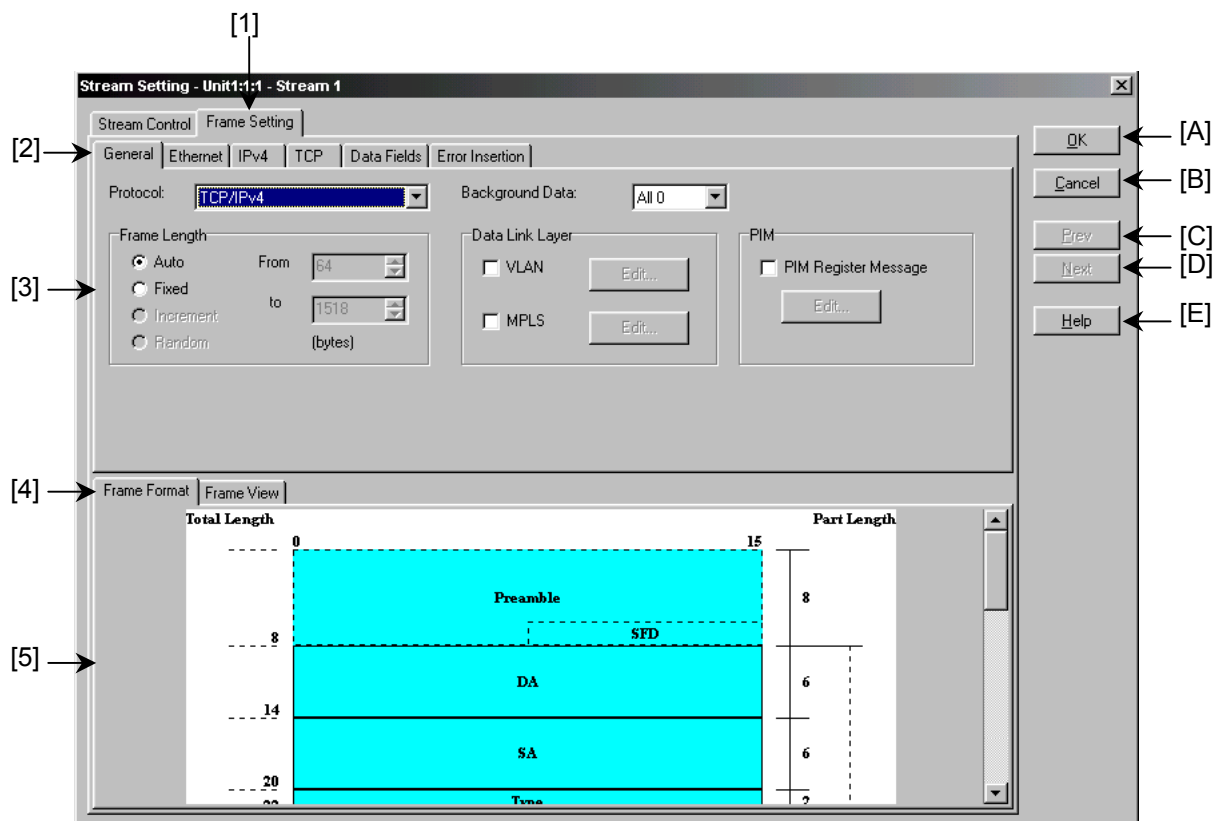 [1]
Stream Setting - Unit1:1:1 - Stream 1
Stream Control Frame Setting
[2] General Ethernet IPv4 TCP Data Fields Error Insertion
OK [A]
Protocol: TCP/IPv4 Background Data: All 0
Cancel [B]
Frame Length Data Link Layer PIM
Prev [C]
Auto From 64 VLAN Edit... PIM Register Message
Next [D]
[3] Fixed
to 1518
Edit...
Increment MPLS Edit...
Help [E]
Random (bytes)
[4] Frame Format Frame View
Total Length Part Length
0 15
Preamble 8
SFD
8
[5]
DA 6
14
SA 6
20
Type 2
22